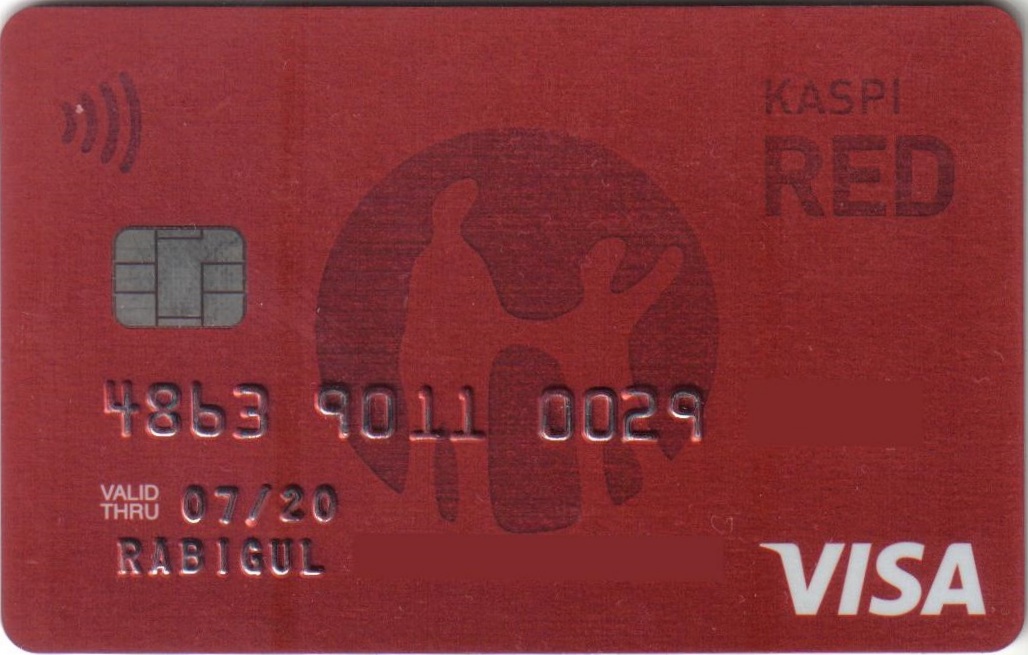 KASPI
RED
4863 9011 0029
VALID THRU 07/20
RABIGUL
VISA